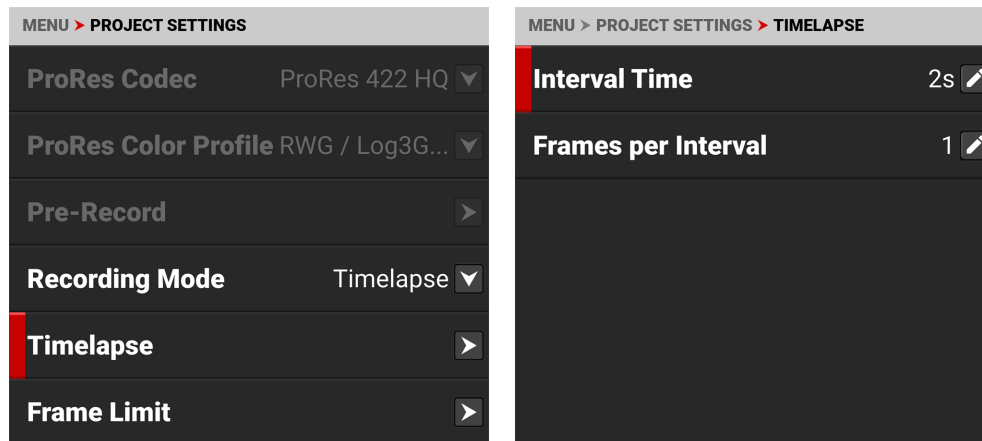 MENU > PROJECT SETTINGS
ProRes Codec ProRes 422 HQ
ProRes Color Profile RWG / Log3G...
Pre-Record
Recording Mode Timelapse
Timelapse
Frame Limit
MENU > PROJECT SETTINGS > TIMELAPSE
Interval Time 2s
Frames per Interval 1